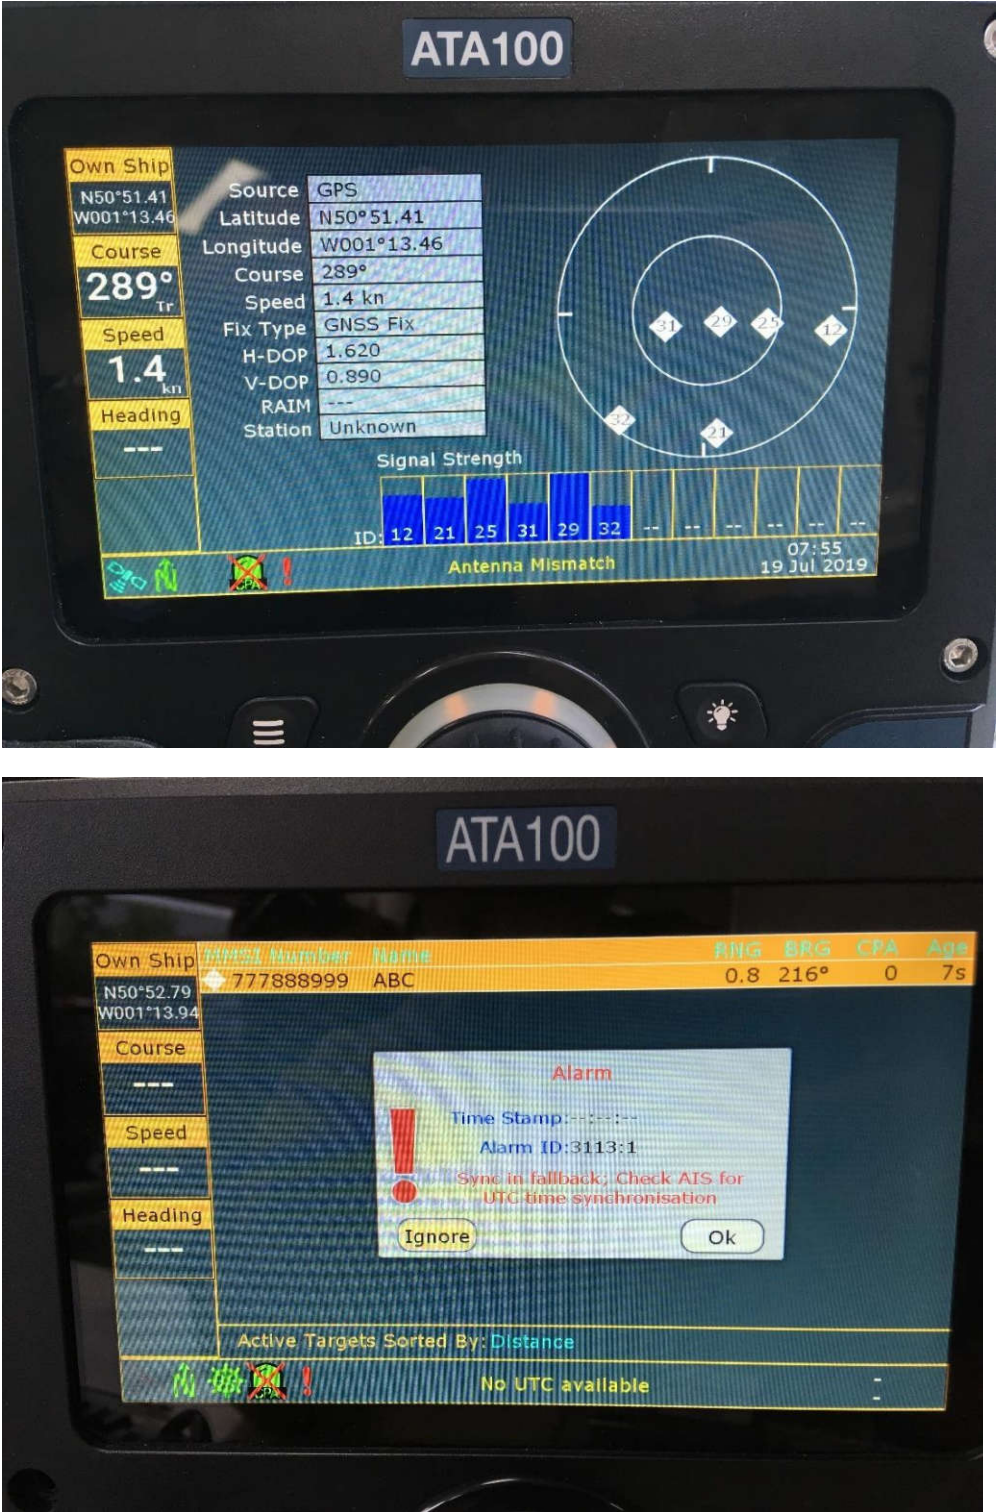 ATA100
Own Ship
N50°51.41
W001°13.46
Course
289°
Tr
Speed
1.4
kn
Heading
---
Source GPS
Latitude N50°51.41
Longitude W001°13.46
Course 289°
Speed 1.4 kn
Fix Type GNSS Fix
H-DOP 1.620
V-DOP 0.890
RAIM ---
Station Unknown
31 29 25 12
32
21
Signal Strength
ID: 12 21 25 31 29 32 -- -- -- -- -- --
CPA
Antenna Mismatch
07:55
19 Jul 2019
ATA100
Own Ship
N50°52.79
W001°13.94
Course
---
Speed
---
Heading
---
MMSI Number Name RNG BRG CPA Age
777888999 ABC 0.8 216° 0 7s
Alarm
Time Stamp:--:--:--
Alarm ID:3113:1
Sync in fallback; Check AIS for
UTC time synchronisation
Ignore Ok
Active Targets Sorted By: Distance
CPA
No UTC available
-
-